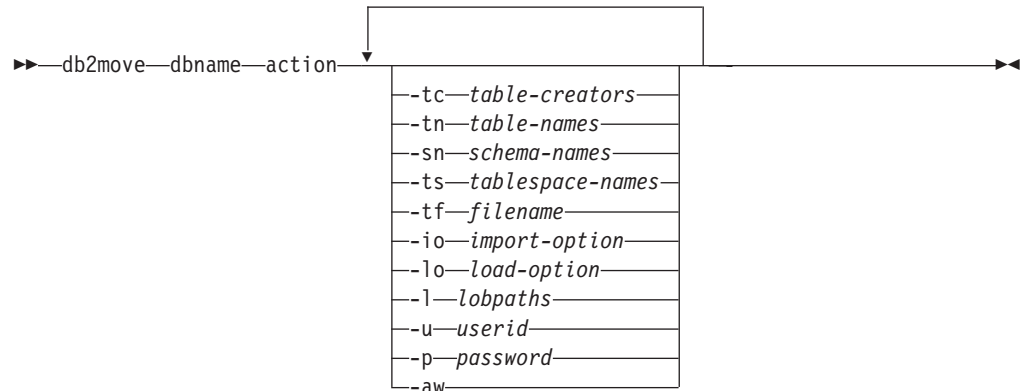 db2move dbname action
-tc table-creators
-tn table-names
-sn schema-names
-ts tablespace-names
-tf filename
-io import-option
-lo load-option
-l lobpaths
-u userid
-p password
-aw